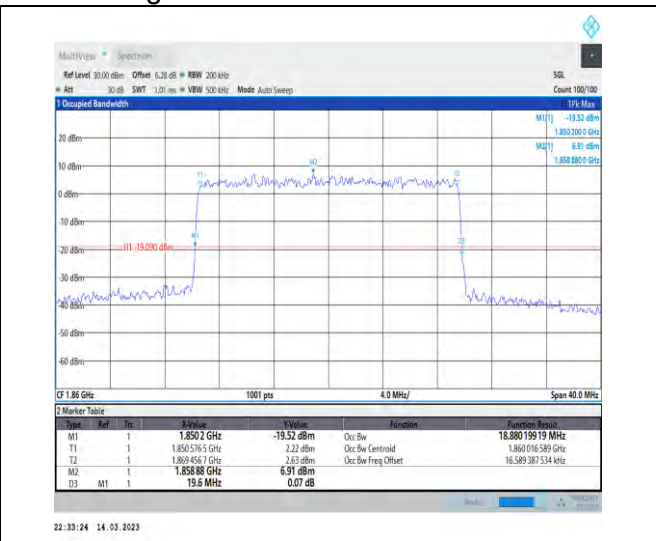 MultiView Spectrum
Ref Level 30.00 dBm Offset 6.28 dB RBW 200 kHz SGL
Att 30 dB SWT 1.01 ms VBW 500 kHz Mode Auto Sweep Count 100/100
1 Occupied Bandwidth 1Pk Max
M1[1] -19.52 dBm
1.850 200 0 GHz
M2[1] 6.91 dBm
1.858 880 0 GHz
20 dBm
10 dBm
M2
T1
0 dBm
-10 dBm
M1
D3
-20 dBm
H1 -19.090 dBm
-30 dBm
-40 dBm
-50 dBm
-60 dBm
CF 1.86 GHz 1001 pts 4.0 MHz/ Span 40.0 MHz
2 Marker Table
Type Ref Trc X-Value Y-Value Function Function Result
M1 1 1.8502 GHz -19.52 dBm Occ Bw 18.880 199 19 MHz
T1 1 1.850 576 5 GHz 2.22 dBm Occ Bw Centroid 1.860 016 589 GHz
T2 1 1.869 456 7 GHz 2.63 dBm Occ Bw Freq Offset 16.589 387 534 kHz
M2 1 1.858 88 GHz 6.91 dBm
D3 M1 1 19.6 MHz 0.07 dB
22:33:24 14.03.2023